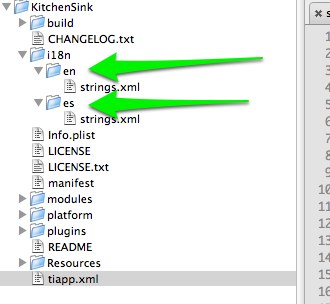 KitchenSink
build
CHANGELOG.txt
i18n
en
strings.xml
es
strings.xml
Info.plist
LICENSE
LICENSE.txt
manifest
modules
platform
plugins
README
Resources
tiapp.xml
1
2
3
4
5
6
7
8
9
10
11
12
13
14
15
16